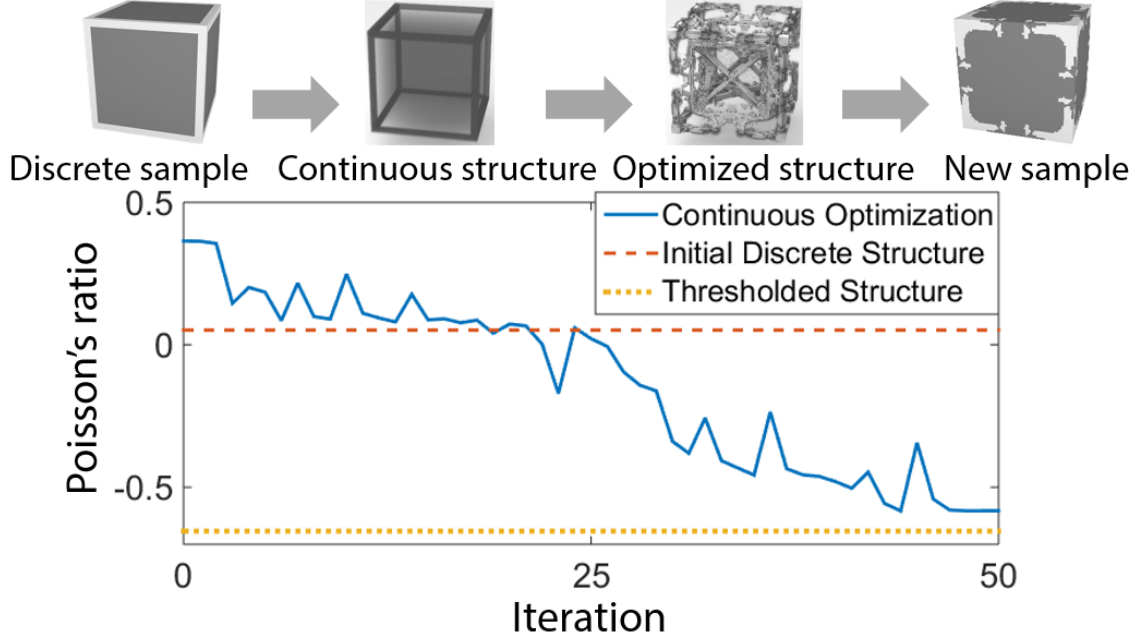 Discrete sample Continuous structure Optimized structure New sample
0.5
Continuous Optimization
Initial Discrete Structure
Thresholded Structure
Poisson's ratio
0
-0.5
0 25 50
Iteration